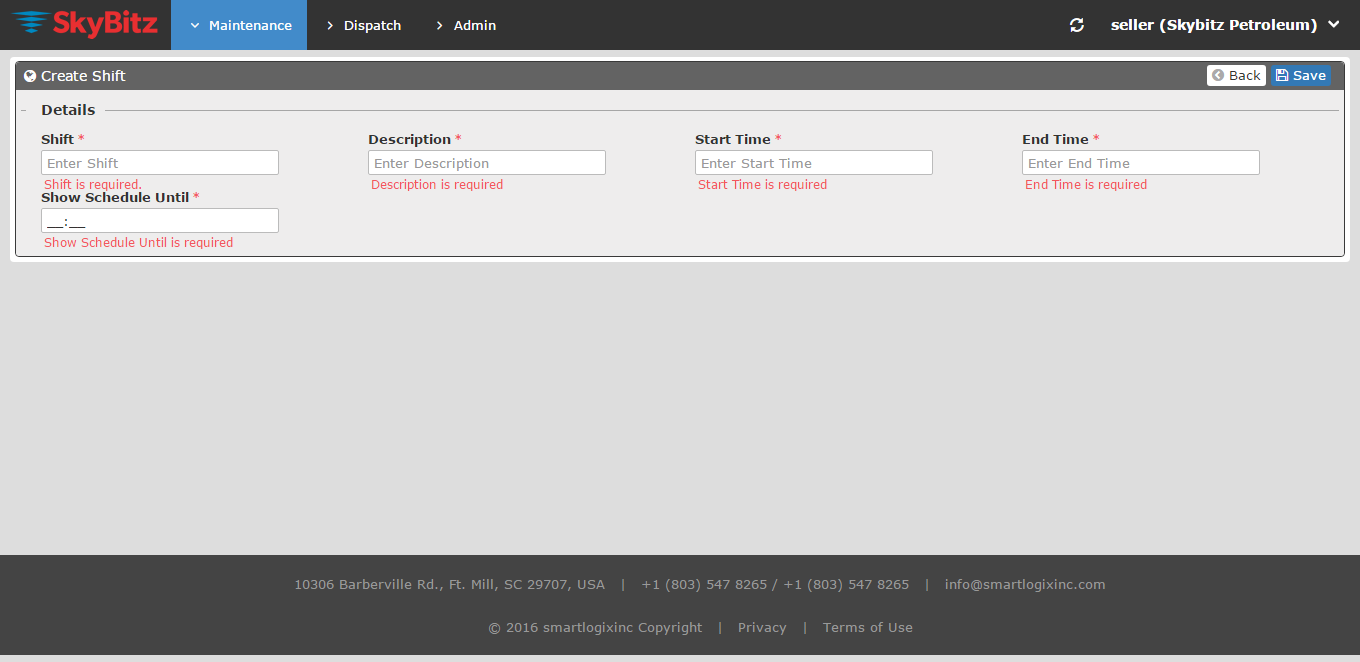 SkyBitz Maintenance Dispatch Admin seller (Skybitz Petroleum)
Create Shift Back Save
Details
Shift * Description * Start Time * End Time *
Enter Shift Enter Description Enter Start Time Enter End Time
Shift is required. Description is required Start Time is required End Time is required
Show Schedule Until *
__:__
Show Schedule Until is required
10306 Barberville Rd., Ft. Mill, SC 29707, USA | +1 (803) 547 8265 / +1 (803) 547 8265 | info@smartlogixinc.com
© 2016 smartlogixinc Copyright | Privacy | Terms of Use